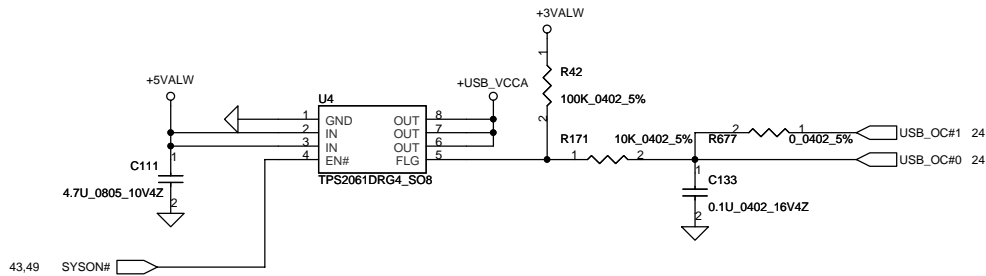 +3VALW
+5VALW
+USB_VCCA
1
R42
100K_0402_5%
2
U4
1 GND OUT 8
2 IN OUT 7
3 IN OUT 6
4 EN# FLG 5
TPS2061DRG4_SO8
R171 10K_0402_5%
1 2
2 1
R677 0_0402_5%
USB_OC#1 24
USB_OC#0 24
1
C111
4.7U_0805_10V4Z
2
1
C133
0.1U_0402_16V4Z
2
43,49 SYSON#